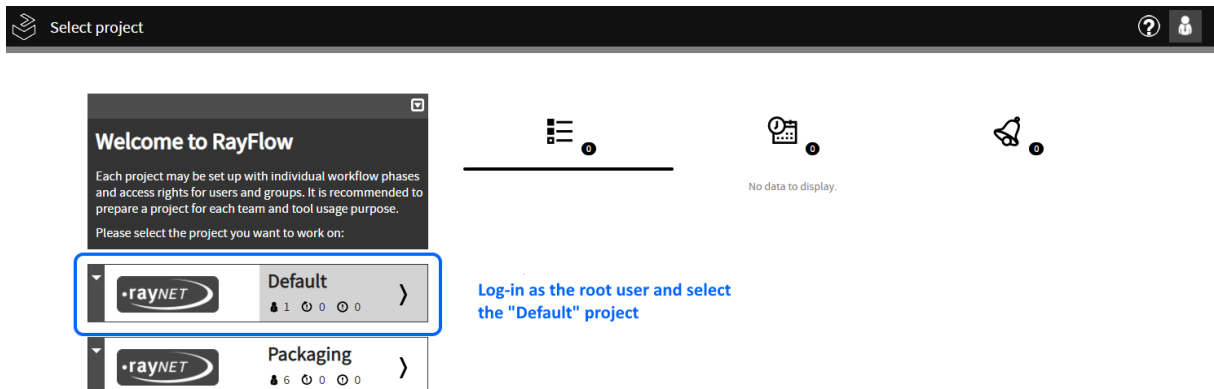 Select project
Welcome to RayFlow
Each project may be set up with individual workflow phases
and access rights for users and groups. It is recommended to
prepare a project for each team and tool usage purpose.
Please select the project you want to work on:
0
0
0
No data to display.
•rayNET
Default
1 0 0
Log-in as the root user and select
the "Default" project
•rayNET
Packaging
6 0 0